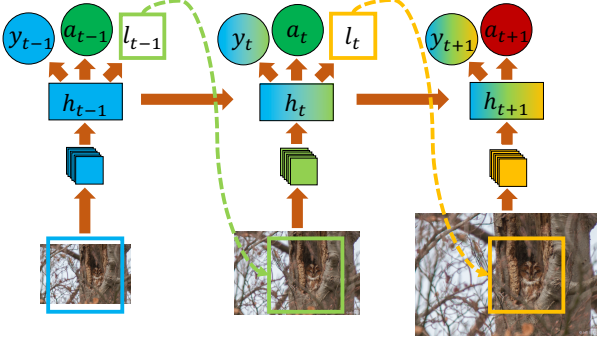 y_{t-1} a_{t-1} l_{t-1} y_t a_t l_t y_{t+1} a_{t+1}
h_{t-1} h_t h_{t+1}